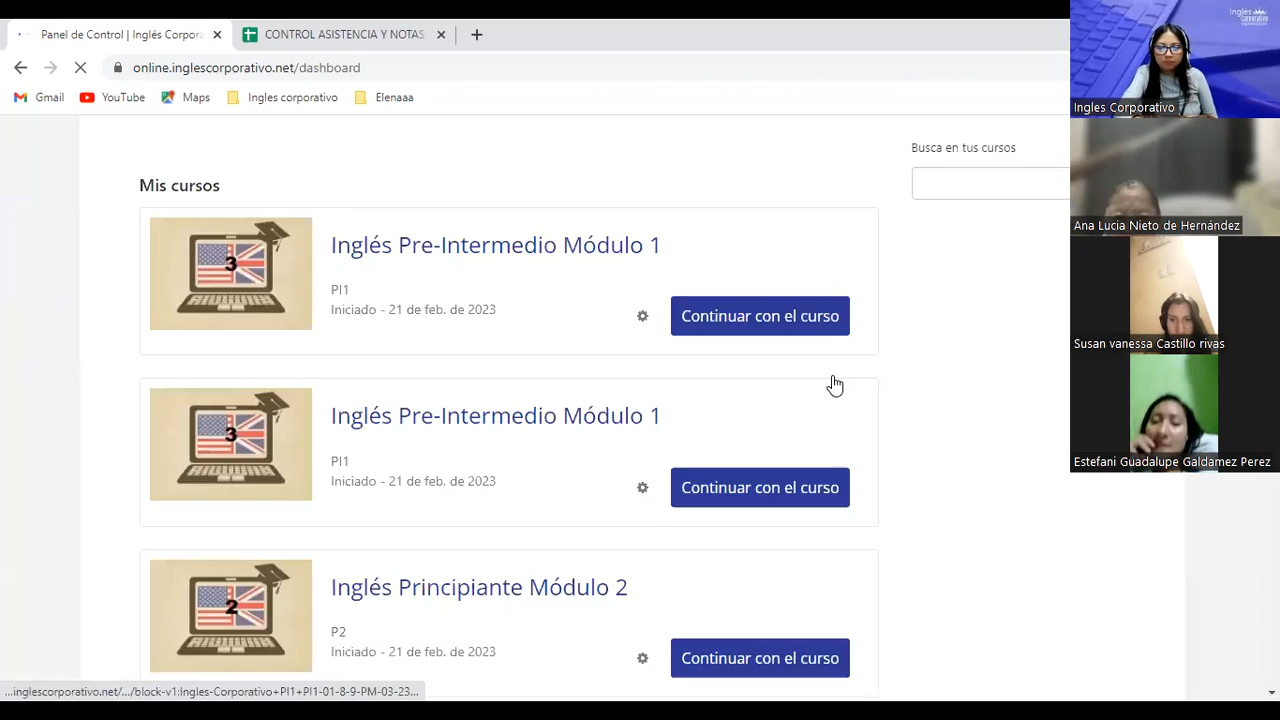 Panel de Control | Inglés Corpor
CONTROL ASISTENCIA Y NOTAS
online.inglescorporativo.net/dashboard
Gmail
YouTube
Maps
Ingles corporativo
Elenaaa
Busca en tus cursos
Mis cursos
3
Inglés Pre-Intermedio Módulo 1
PI1
Iniciado - 21 de feb. de 2023
Continuar con el curso
3
Inglés Pre-Intermedio Módulo 1
PI1
Iniciado - 21 de feb. de 2023
Continuar con el curso
2
Inglés Principiante Módulo 2
P2
Iniciado - 21 de feb. de 2023
Continuar con el curso
...inglescorporativo.net/.../block-v1:Ingles-Corporativo+PI1+PI1-01-8-9-PM-03-23...
Inglés
Corporativo
Ingles Corporativo
Ana Lucia Nieto de Hernández
Susan vanessa Castillo rivas
Estefani Guadalupe Galdamez Perez